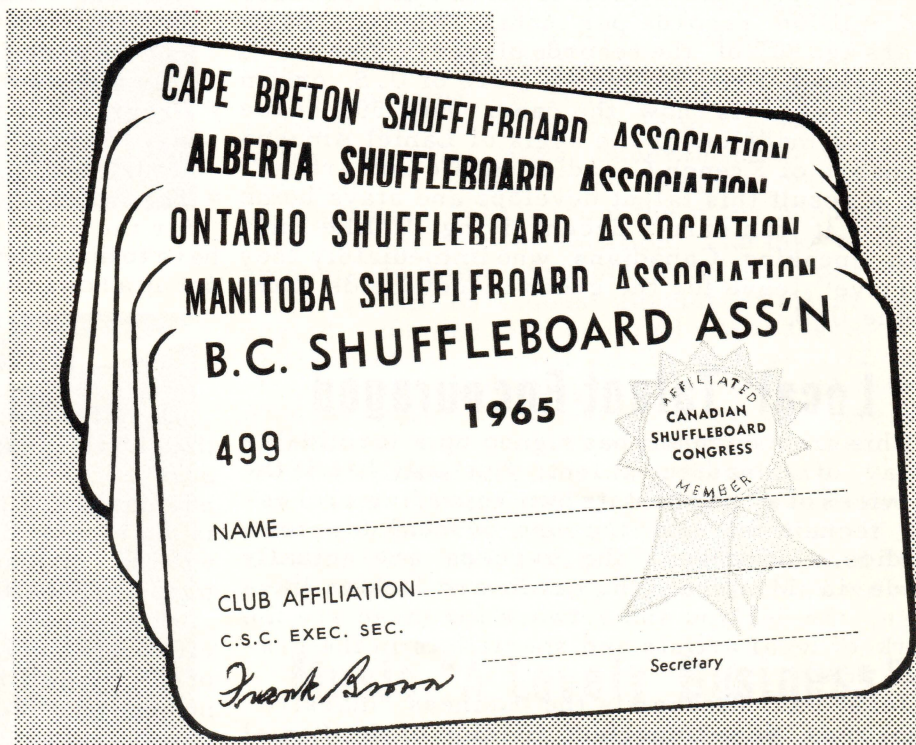 CAPE BRETON SHUFFLEBOARD ASSOCIATION
ALBERTA SHUFFLEBOARD ASSOCIATION
ONTARIO SHUFFLEBOARD ASSOCIATION
MANITOBA SHUFFLEBOARD ASSOCIATION
B.C. SHUFFLEBOARD ASS'N
1965
499
AFFILIATED
CANADIAN
SHUFFLEBOARD
CONGRESS
MEMBER
NAME
CLUB AFFILIATION
C.S.C. EXEC. SEC.
Frank Brown
Secretary